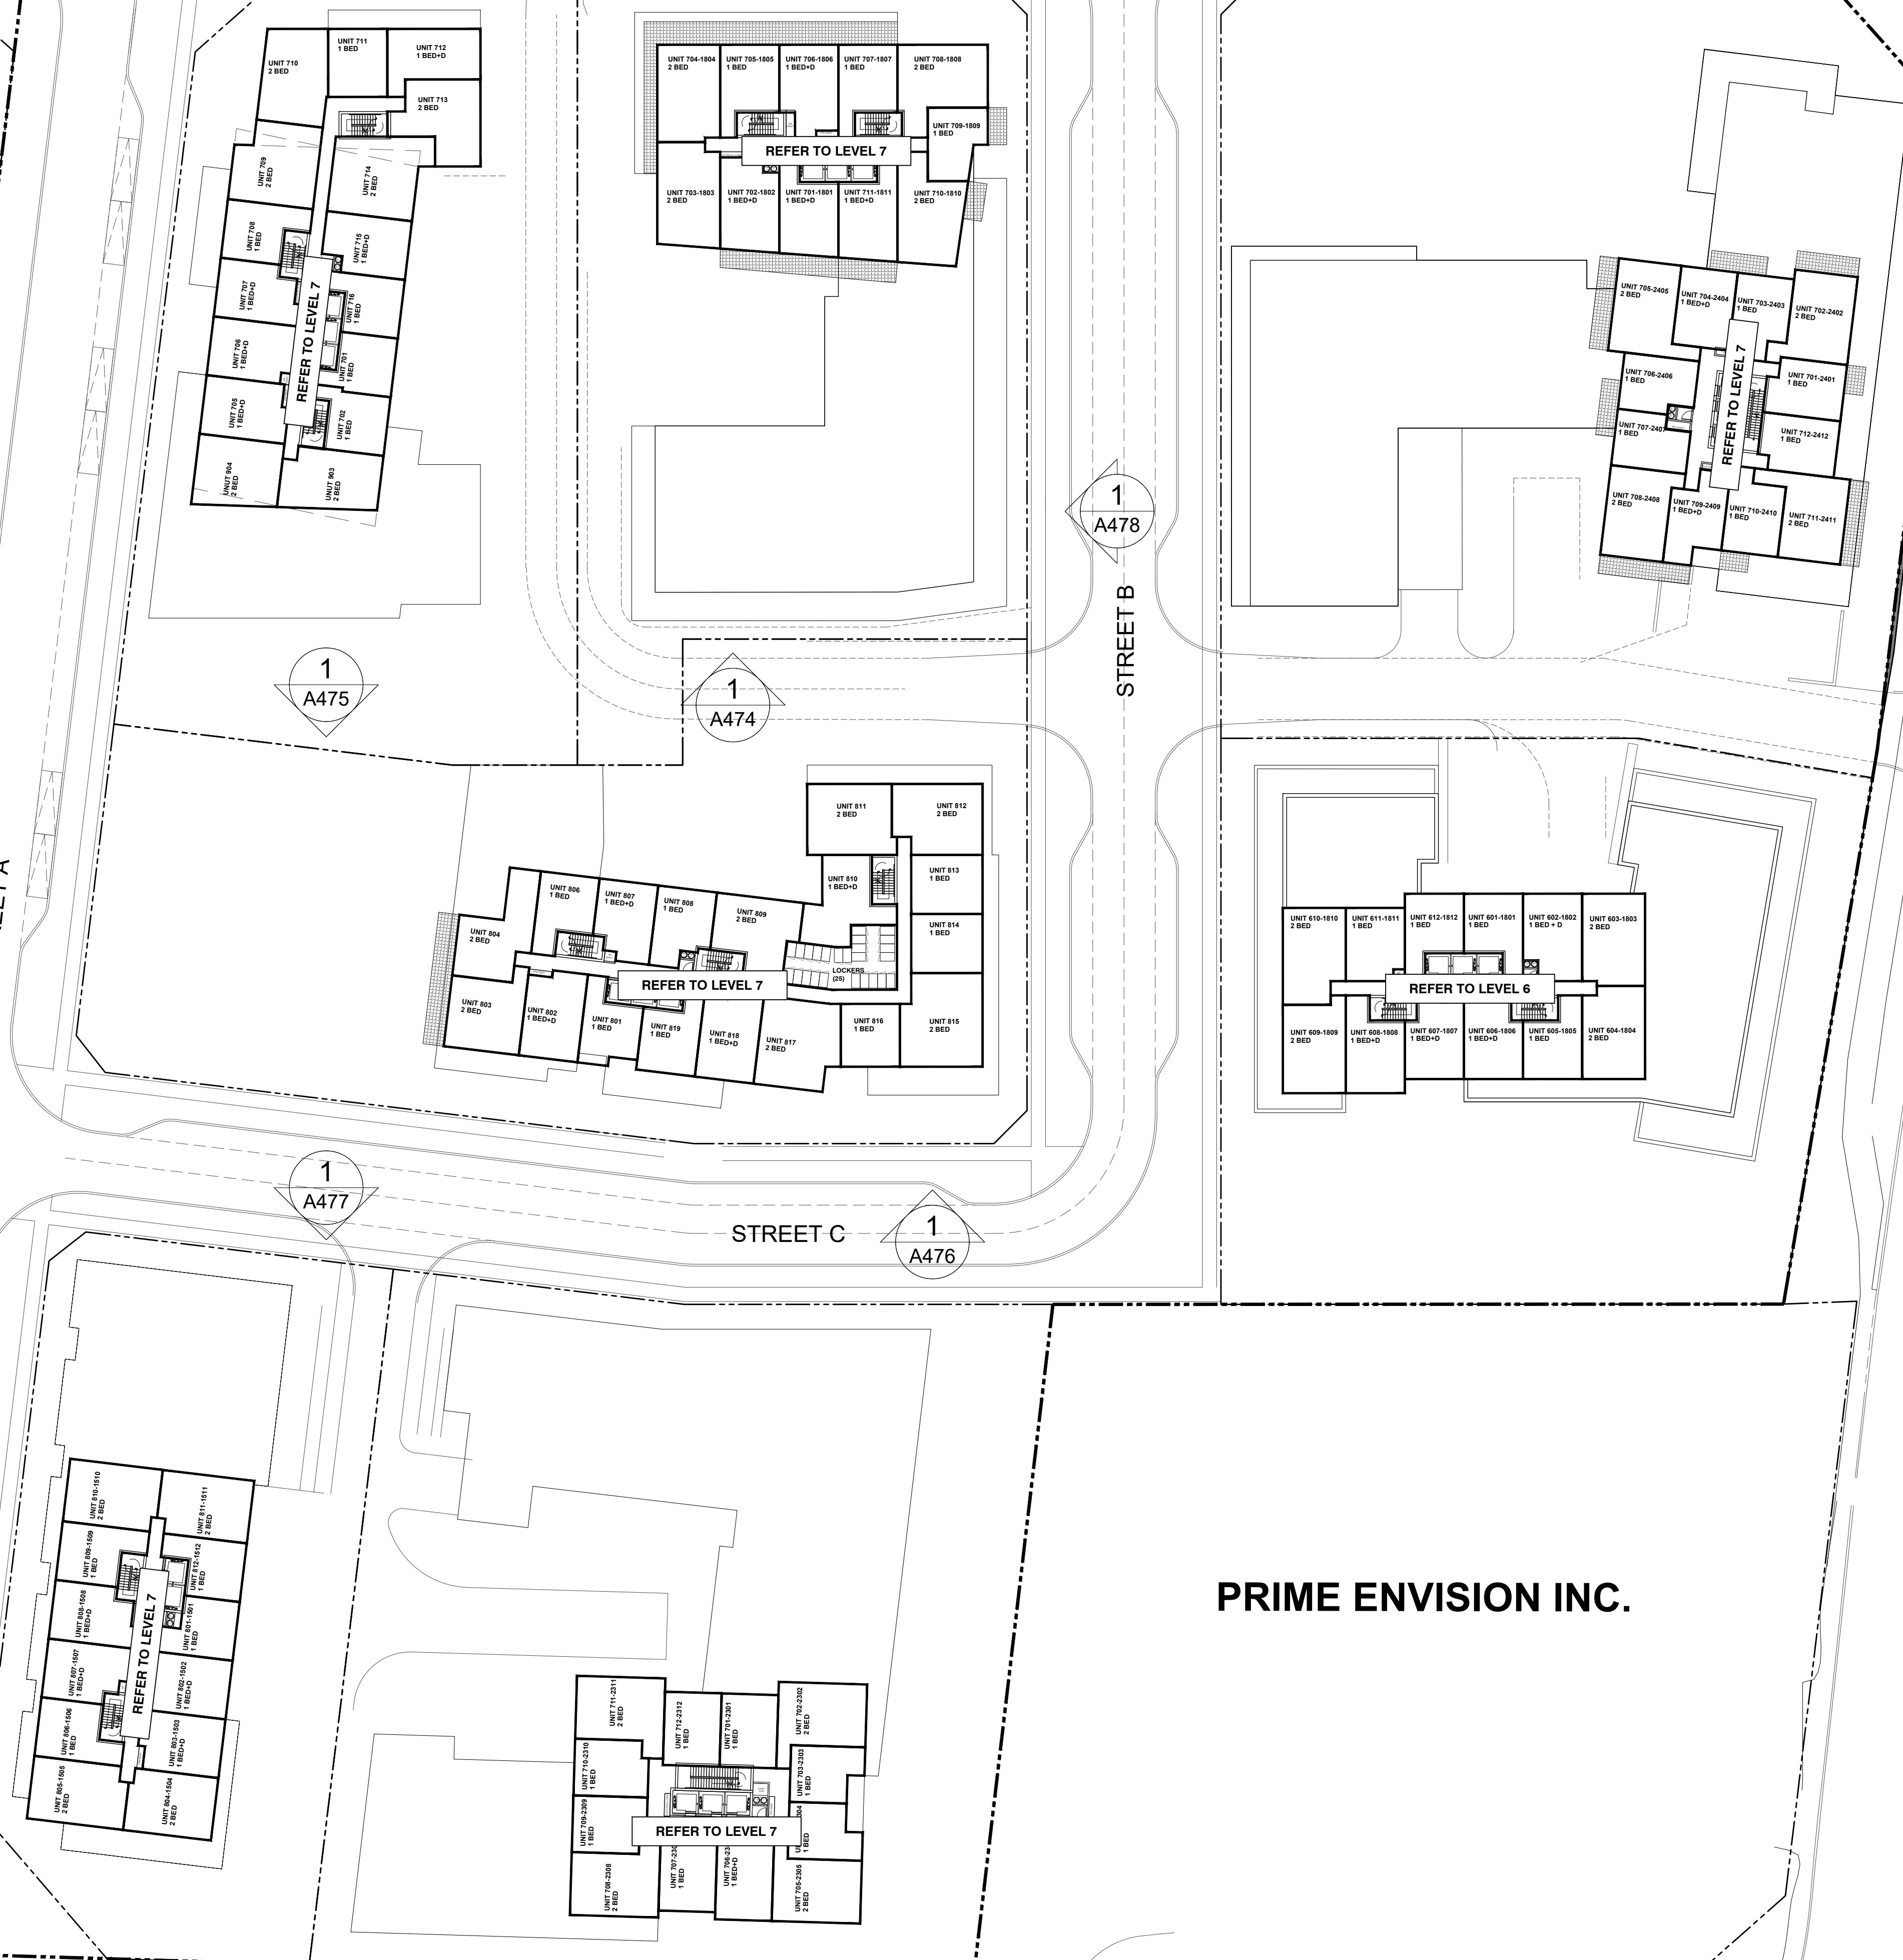 UNIT 710
2 BED
UNIT 711
1 BED
UNIT 712
1 BED+D
UNIT 713
2 BED
UNIT 709
2 BED
UNIT 714
2 BED
UNIT 708
1 BED
UNIT 715
1 BED+D
UNIT 707
1 BED+D
UNIT 716
1 BED
UNIT 706
1 BED+D
UNIT 701
1 BED
UNIT 705
1 BED+D
UNIT 702
1 BED
UNUT 904
2 BED
UNUT 903
2 BED
REFER TO LEVEL 7
UNIT 704-1804
2 BED
UNIT 705-1805
1 BED
UNIT 706-1806
1 BED+D
UNIT 707-1807
1 BED
UNIT 708-1808
2 BED
UNIT 709-1809
1 BED
REFER TO LEVEL 7
UNIT 703-1803
2 BED
UNIT 702-1802
1 BED+D
UNIT 701-1801
1 BED+D
UNIT 711-1811
1 BED+D
UNIT 710-1810
2 BED
UNIT 705-2405
2 BED
UNIT 704-2404
1 BED+D
UNIT 703-2403
1 BED
UNIT 702-2402
2 BED
UNIT 706-2406
1 BED
UNIT 701-2401
1 BED
UNIT 707-2407
1 BED
UNIT 712-2412
1 BED
UNIT 708-2408
2 BED
UNIT 709-2409
1 BED+D
UNIT 710-2410
1 BED
UNIT 711-2411
2 BED
REFER TO LEVEL 7
1
A478
STREET B
1
A475
1
A474
UNIT 811
2 BED
UNIT 812
2 BED
UNIT 810
1 BED+D
UNIT 813
1 BED
UNIT 806
1 BED
UNIT 807
1 BED+D
UNIT 808
1 BED
UNIT 809
2 BED
UNIT 804
2 BED
UNIT 814
1 BED
LOCKERS
(25)
REFER TO LEVEL 7
UNIT 803
2 BED
UNIT 802
1 BED+D
UNIT 801
1 BED
UNIT 819
1 BED
UNIT 818
1 BED+D
UNIT 817
2 BED
UNIT 816
1 BED
UNIT 815
2 BED
UNIT 610-1810
2 BED
UNIT 611-1811
1 BED
UNIT 612-1812
1 BED
UNIT 601-1801
1 BED
UNIT 602-1802
1 BED + D
UNIT 603-1803
2 BED
REFER TO LEVEL 6
UNIT 609-1809
2 BED
UNIT 608-1808
1 BED+D
UNIT 607-1807
1 BED+D
UNIT 606-1806
1 BED+D
UNIT 605-1805
1 BED
UNIT 604-1804
2 BED
1
A477
STREET C
1
A476
UNIT 810-1510
2 BED
UNIT 811-1511
2 BED
UNIT 809-1509
1 BED
UNIT 812-1512
1 BED
UNIT 808-1508
1 BED+D
UNIT 801-1501
1 BED
UNIT 807-1507
1 BED+D
UNIT 802-1502
1 BED+D
UNIT 806-1506
1 BED
UNIT 803-1503
1 BED+D
UNIT 805-1505
2 BED
UNIT 804-1504
2 BED
REFER TO LEVEL 7
PRIME ENVISION INC.
UNIT 711-2311
2 BED
UNIT 712-2312
1 BED
UNIT 701-2301
1 BED
UNIT 702-2302
2 BED
UNIT 710-2310
1 BED
UNIT 703-2303
1 BED
UNIT 709-2309
1 BED
1 BED
REFER TO LEVEL 7
UNIT 708-2308
2 BED
UNIT
1 BED
UNIT
1 BED+D
UNIT 705-2305
2 BED